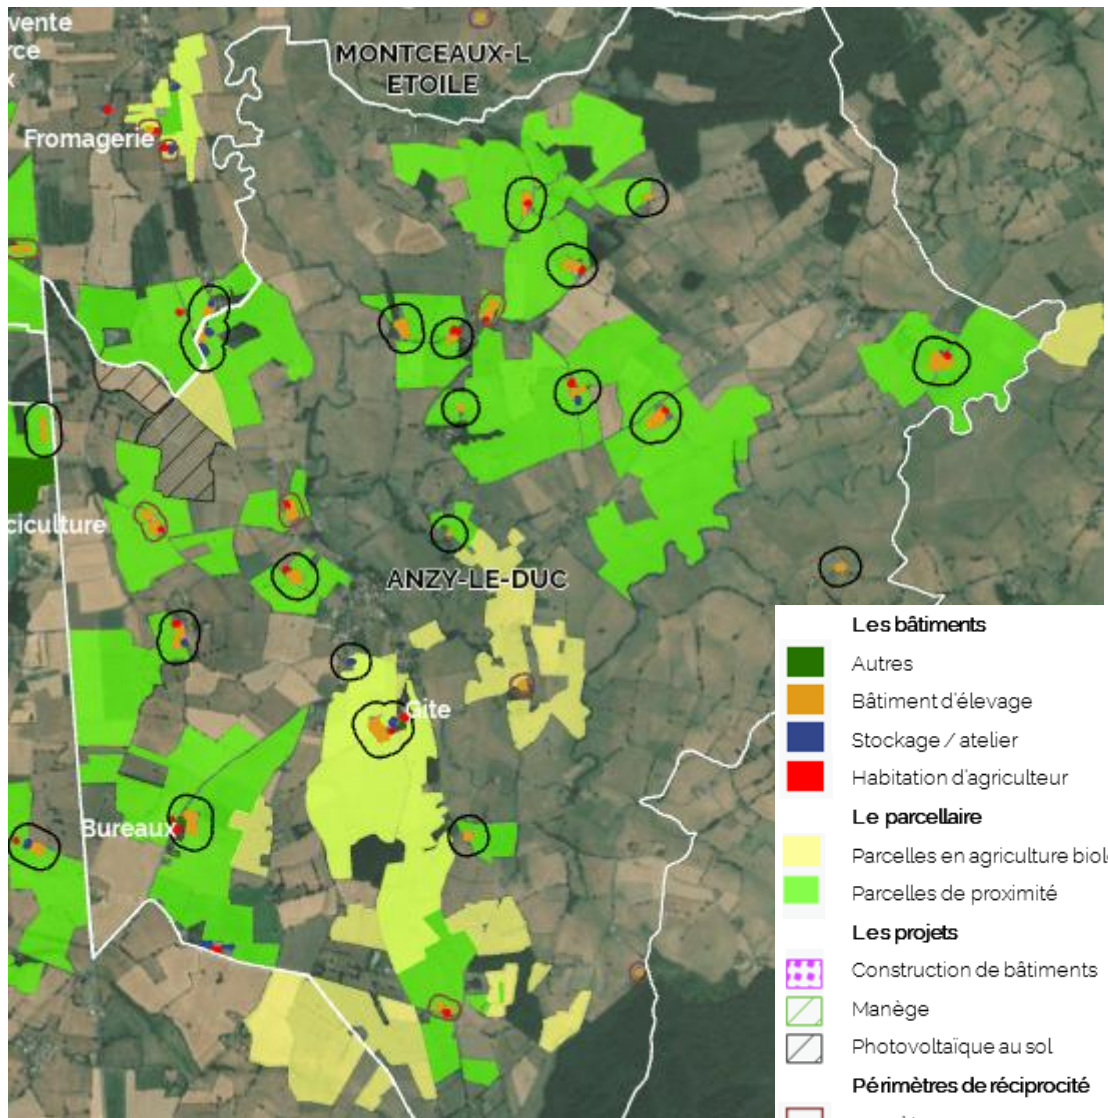 vente
rce
x
MONTCEAUX-L
ETOILE
Fromagerie
ciculture
ANZY-LE-DUC
Gite
Bureaux
Les bâtiments
Autres
Bâtiment d'élevage
Stockage / atelier
Habitation d'agriculteur
Le parcellaire
Parcelles en agriculture biol
Parcelles de proximité
Les projets
Construction de bâtiments
Manège
Photovoltaïque au sol
Périmètres de réciprocité